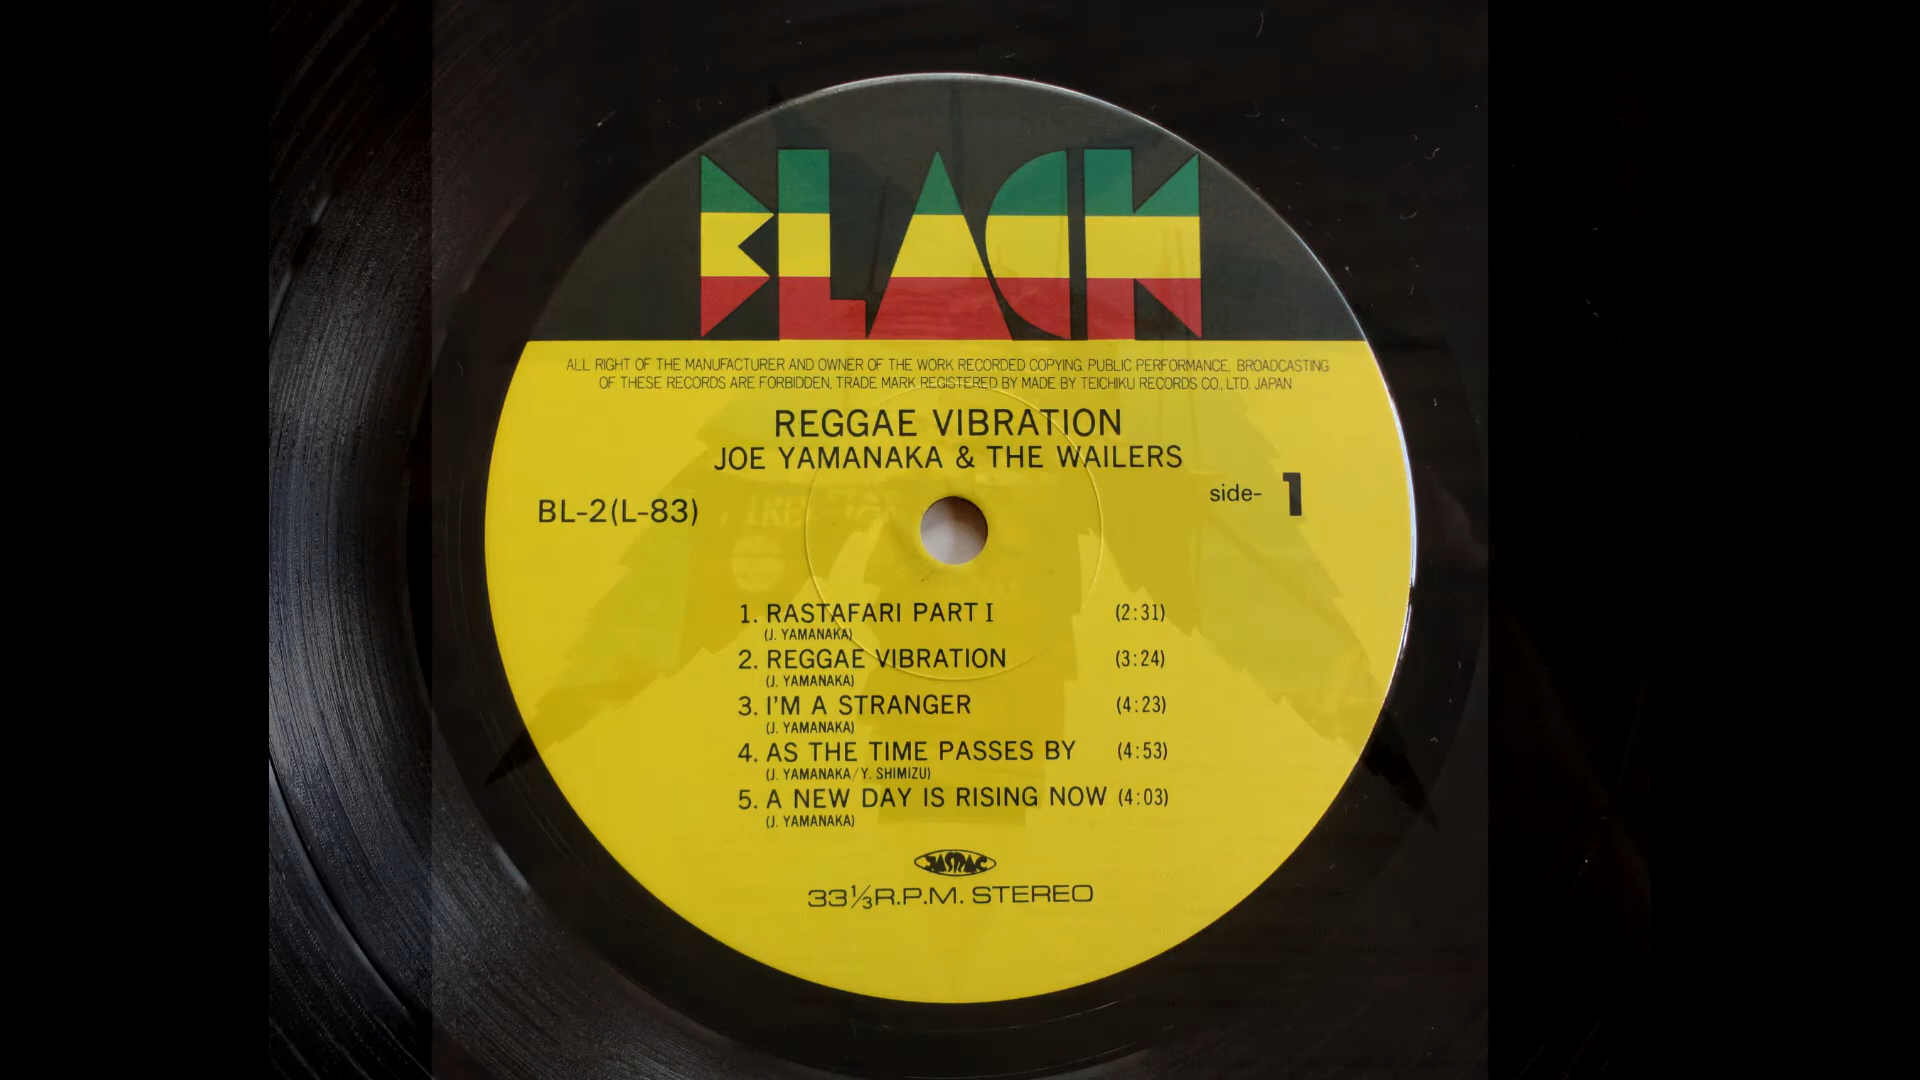 BLACK
ALL RIGHT OF THE MANUFACTURER AND OWNER OF THE WORK RECORDED COPYING. PUBLIC PERFORMANCE, BROADCASTING
OF THESE RECORDS ARE FORBIDDEN, TRADE MARK REGISTERED BY MADE BY TEICHIKU RECORDS CO., LTD. JAPAN
REGGAE VIBRATION
JOE YAMANAKA & THE WAILERS
BL-2(L-83)
side-1
1. RASTAFARI PART I (2:31)
(J. YAMANAKA)
2. REGGAE VIBRATION (3:24)
(J. YAMANAKA)
3. I'M A STRANGER (4:23)
(J. YAMANAKA)
4. AS THE TIME PASSES BY (4:53)
(J. YAMANAKA/Y. SHIMIZU)
5. A NEW DAY IS RISING NOW (4:03)
(J. YAMANAKA)
JASRAC
33⅓R.P.M. STEREO